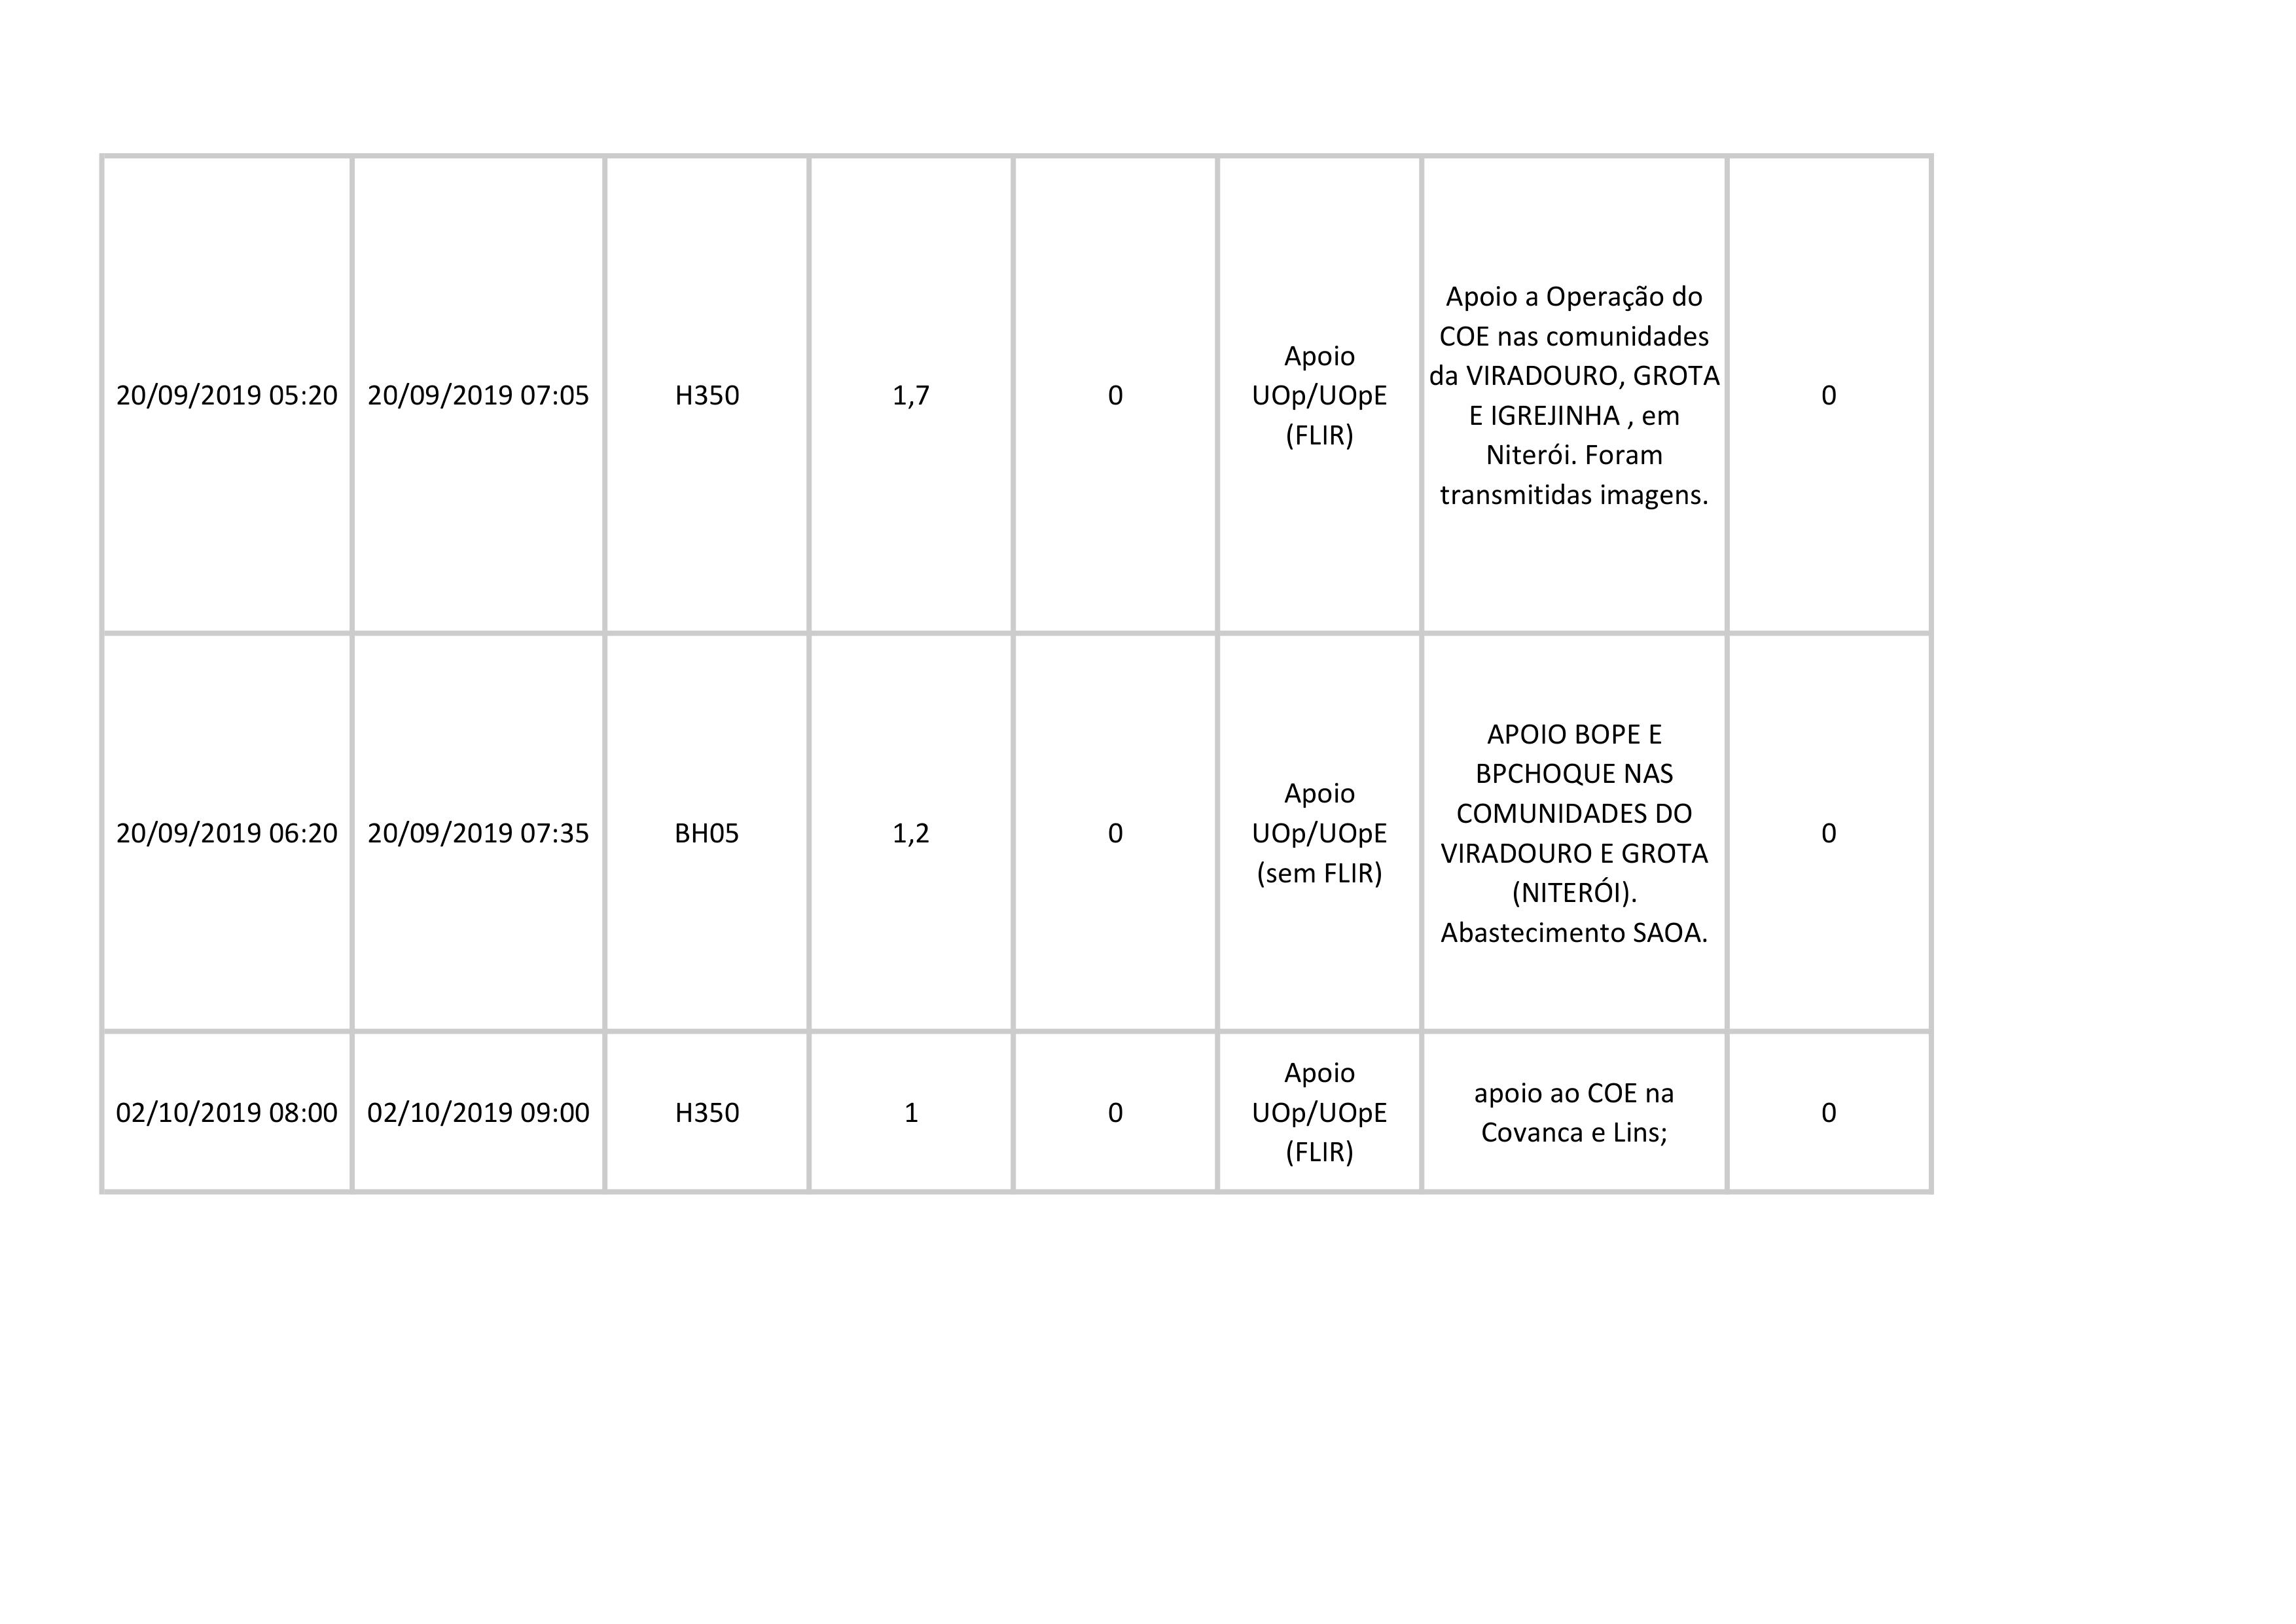 20/09/2019 05:20
20/09/2019 07:05
H350
1,7
0
Apoio
UOp/UOpE
(FLIR)
Apoio a Operação do
COE nas comunidades
da VIRADOURO, GROTA
E IGREJINHA , em
Niterói. Foram
transmitidas imagens.
0
20/09/2019 06:20
20/09/2019 07:35
BH05
1,2
0
Apoio
UOp/UOpE
(sem FLIR)
APOIO BOPE E
BPCHOQUE NAS
COMUNIDADES DO
VIRADOURO E GROTA
(NITERÓI).
Abastecimento SAOA.
0
02/10/2019 08:00
02/10/2019 09:00
H350
1
0
Apoio
UOp/UOpE
(FLIR)
apoio ao COE na
Covanca e Lins;
0